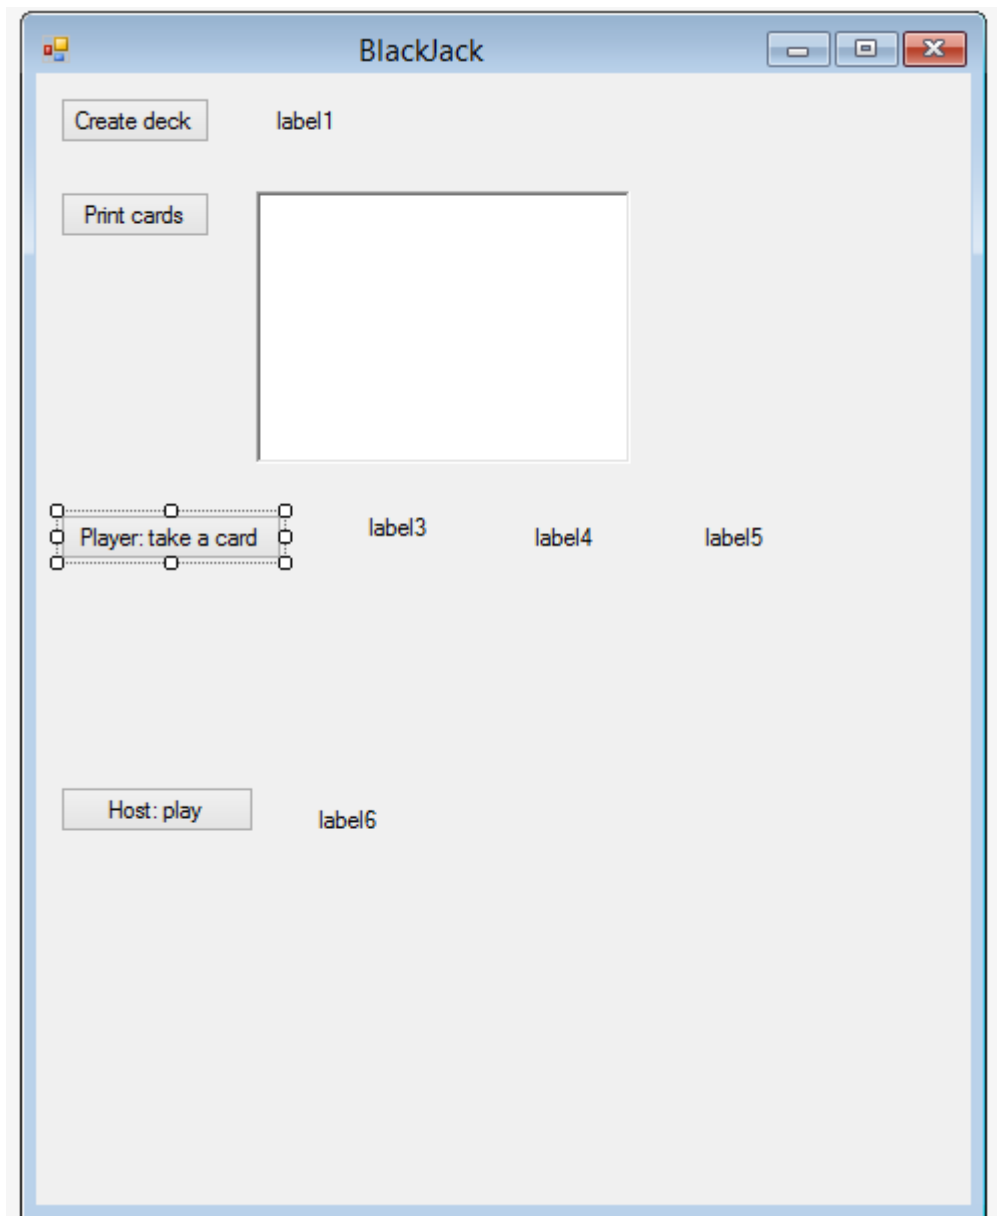 BlackJack
Create deck
label1
Print cards
Player: take a card
label3
label4
label5
Host: play
label6